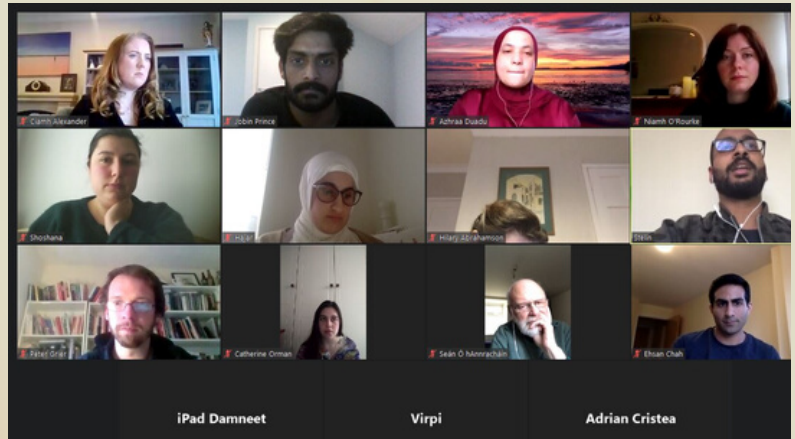 Ciamh Alexander
Jobin Prince
Azhraa Duadu
Niamh O'Rourke
Shoshana
Hajar
Hilary Abrahamson
Stelin
Peter Grier
Catherine Orman
Seán Ó hAnnracháin
Ehsan Chah
iPad Damneet
Virpi
Adrian Cristea